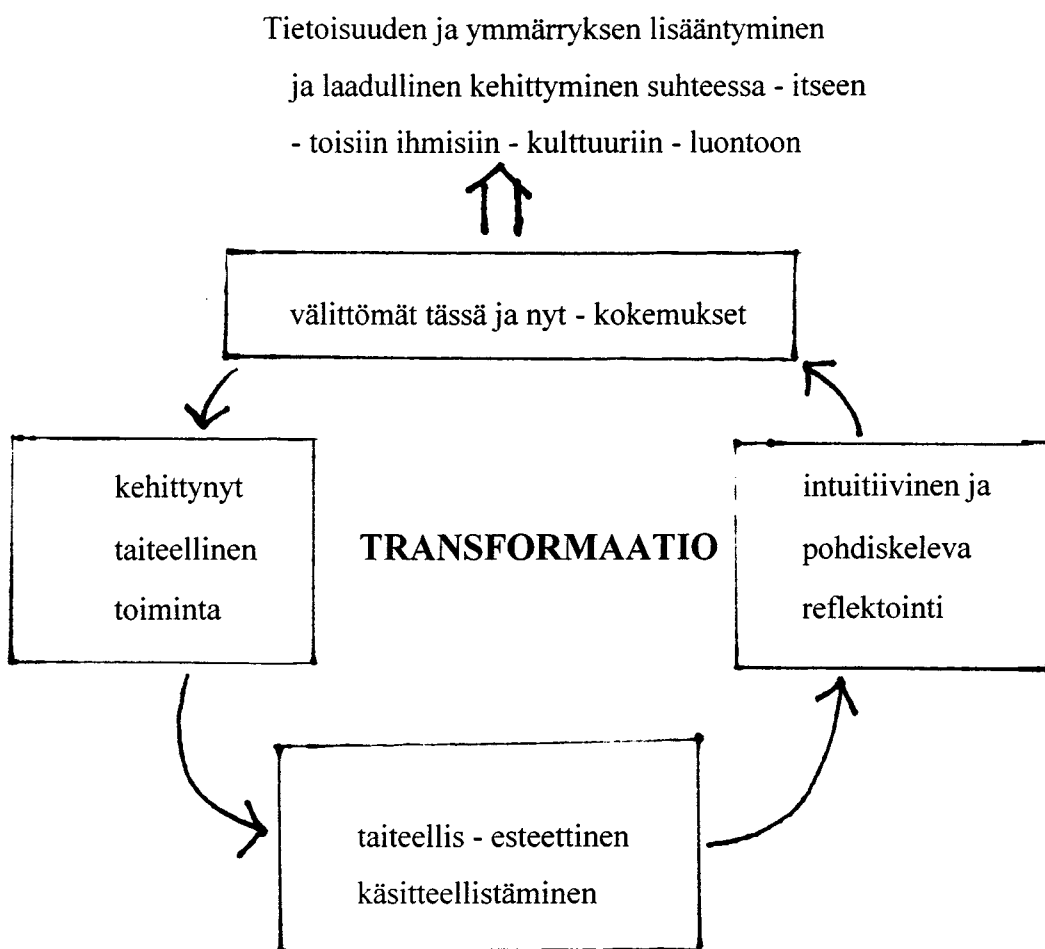 Tietoisuuden ja ymmärryksen lisääntyminen
ja laadullinen kehittyminen suhteessa - itseen
- toisiin ihmisiin - kulttuuriin - luontoon
välittömät tässä ja nyt - kokemukset
kehittynyt
taiteellinen
toiminta
TRANSFORMAATIO
intuitiivinen ja
pohdiskeleva
reflektointi
taiteellis - esteettinen
käsitteellistäminen